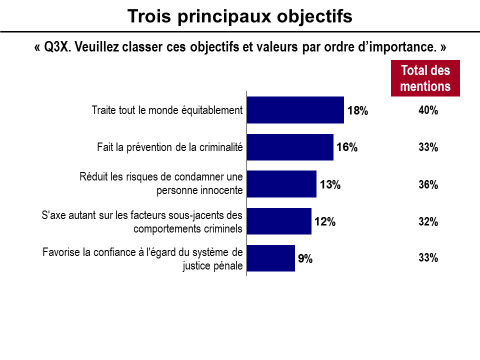 Trois principaux objectifs
« Q3X. Veuillez classer ces objectifs et valeurs par ordre d’importance. »
Total des
mentions
Traite tout le monde équitablement 18% 40%
Fait la prévention de la criminalité 16% 33%
Réduit les risques de condamner une
personne innocente 13% 36%
S'axe autant sur les facteurs sous-jacents des
comportements criminels 12% 32%
Favorise la confiance à l'égard du système de
justice pénale 9% 33%